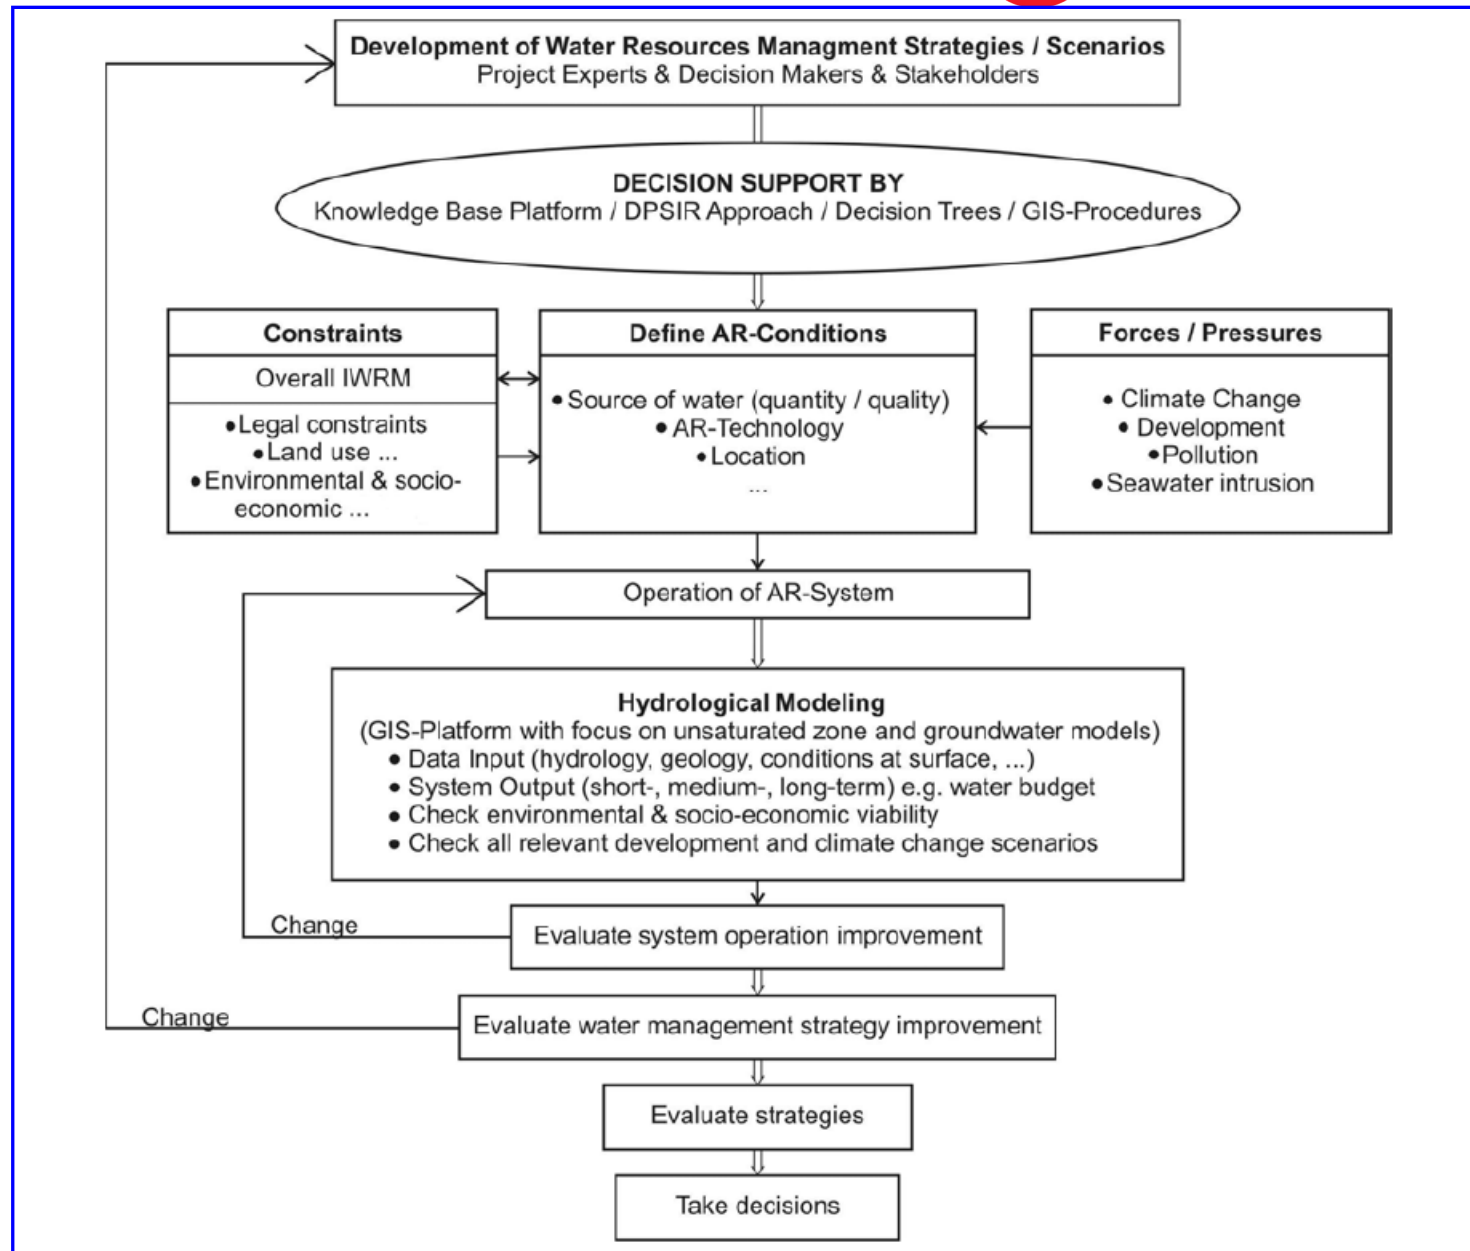 Development of Water Resources Managment Strategies / Scenarios
Project Experts & Decision Makers & Stakeholders
DECISION SUPPORT BY
Knowledge Base Platform / DPSIR Approach / Decision Trees / GIS-Procedures
Constraints
Overall IWRM
●Legal constraints
●Land use ...
●Environmental & socio-
economic ...
Define AR-Conditions
●Source of water (quantity / quality)
●AR-Technology
●Location
...
Forces / Pressures
● Climate Change
● Development
●Pollution
●Seawater intrusion
Operation of AR-System
Hydrological Modeling
(GIS-Platform with focus on unsaturated zone and groundwater models)
● Data Input (hydrology, geology, conditions at surface, ...)
● System Output (short-, medium-, long-term) e.g. water budget
● Check environmental & socio-economic viability
● Check all relevant development and climate change scenarios
Change
Evaluate system operation improvement
Change
Evaluate water management strategy improvement
Evaluate strategies
Take decisions